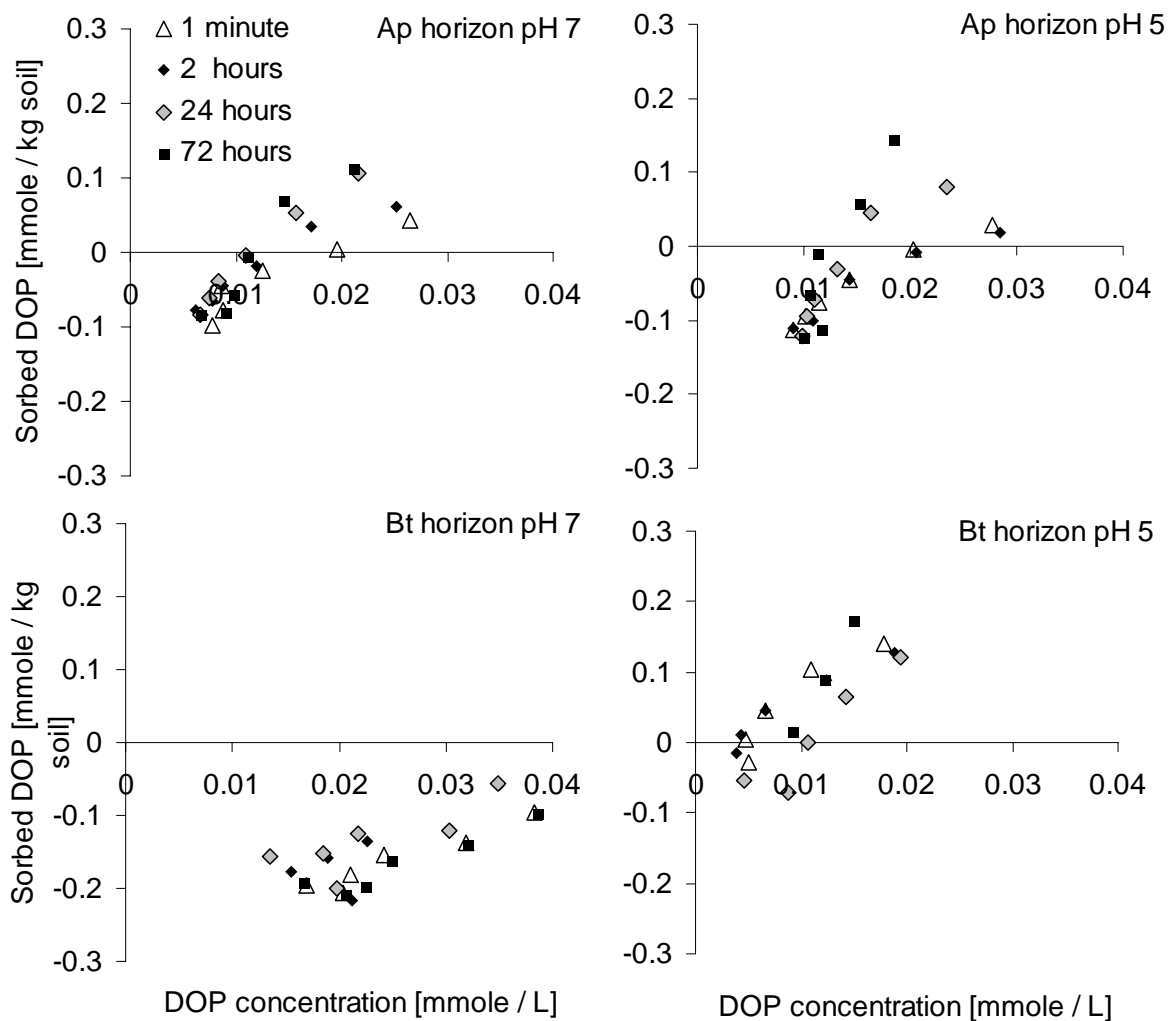 0.3
0.2
0.1
0
-0.1
-0.2
-0.3
0 0.01 0.02 0.03 0.04
△ 1 minute
◆ 2 hours
◇ 24 hours
■ 72 hours
Ap horizon pH 7
Sorbed DOP [mmole / kg soil]
0.3
0.2
0.1
0
-0.1
-0.2
-0.3
0 0.01 0.02 0.03 0.04
Ap horizon pH 5
0.3
0.2
0.1
0
-0.1
-0.2
-0.3
0 0.01 0.02 0.03 0.04
Bt horizon pH 7
Sorbed DOP [mmole / kg
soil]
DOP concentration [mmole / L]
0.3
0.2
0.1
0
-0.1
-0.2
-0.3
0 0.01 0.02 0.03 0.04
Bt horizon pH 5
DOP concentration [mmole / L]